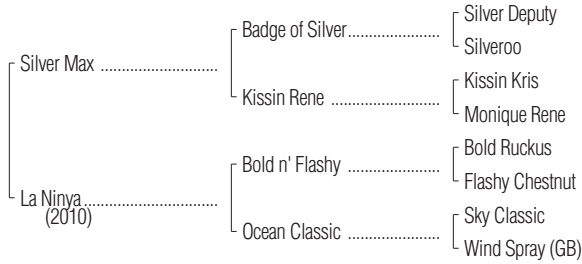 Silver Deputy
Badge of Silver....................
Silveroo
Silver Max .........................
Kissin Kris
Kissin Rene .......................
Monique Rene
Bold Ruckus
Bold n' Flashy ....................
Flashy Chestnut
La Ninya.............................
(2010)
Sky Classic
Ocean Classic ...................
Wind Spray (GB)